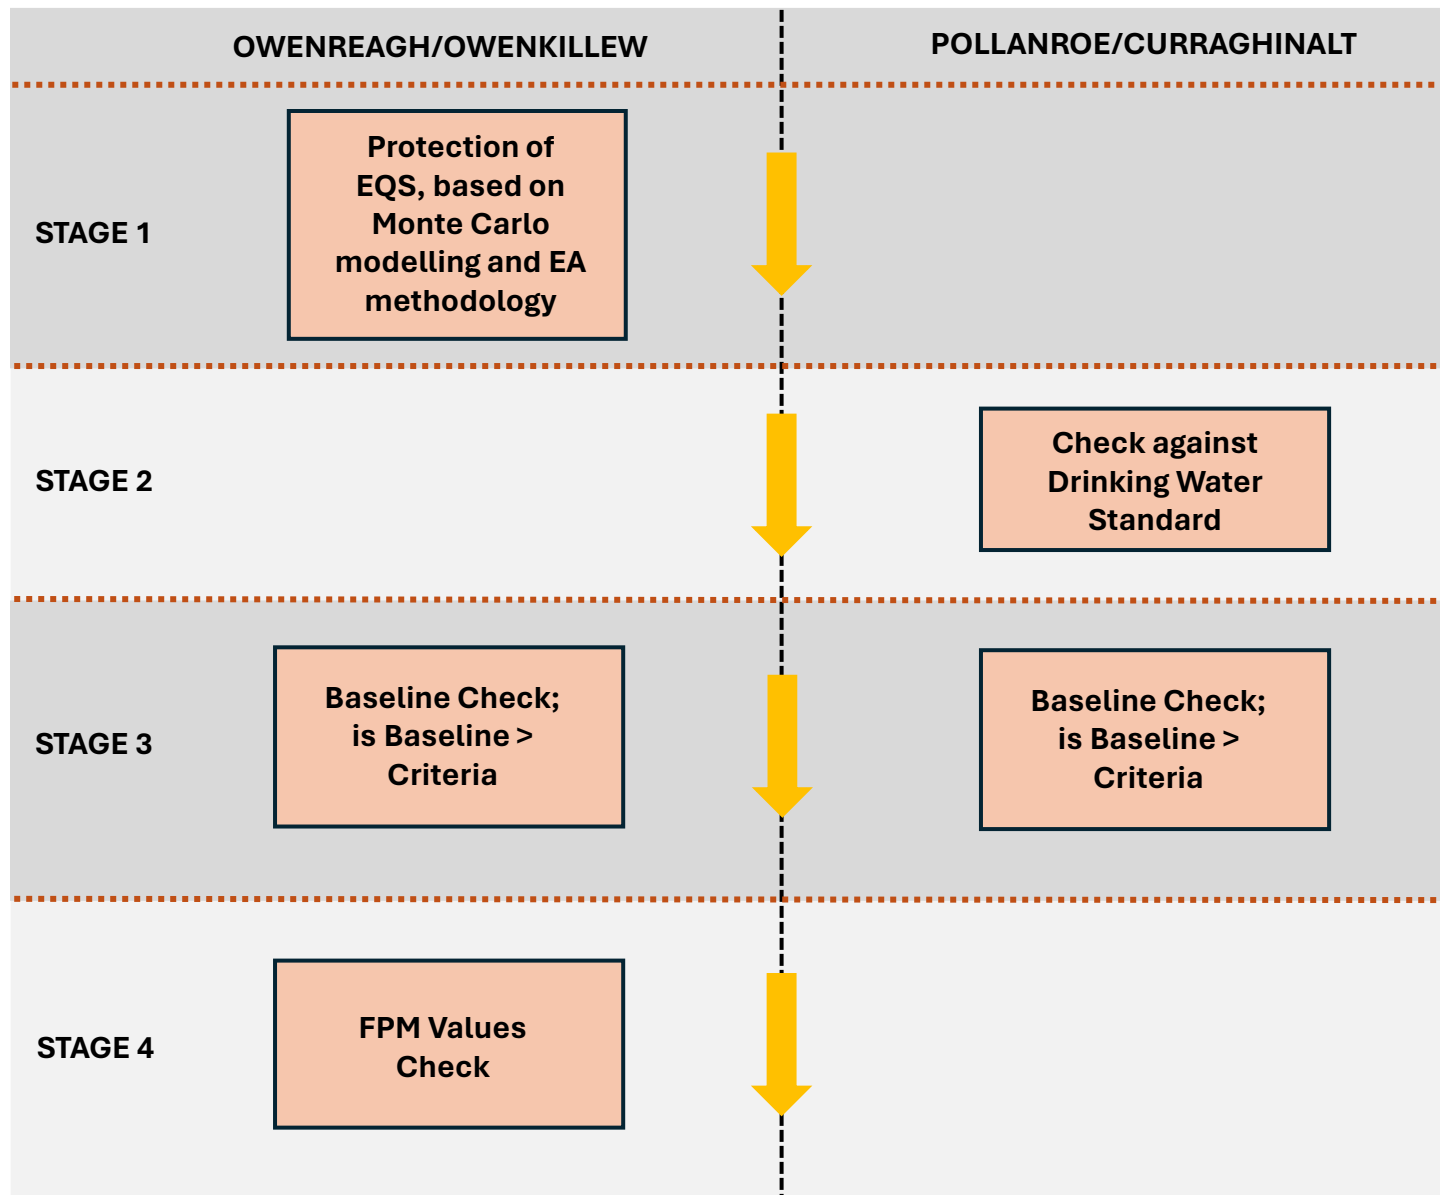 OWENREAGH/OWENKILLEW
POLLANROE/CURRAGHINALT
STAGE 1
Protection of
EQS, based on
Monte Carlo
modelling and EA
methodology
STAGE 2
Check against
Drinking Water
Standard
STAGE 3
Baseline Check;
is Baseline >
Criteria
Baseline Check;
is Baseline >
Criteria
STAGE 4
FPM Values
Check